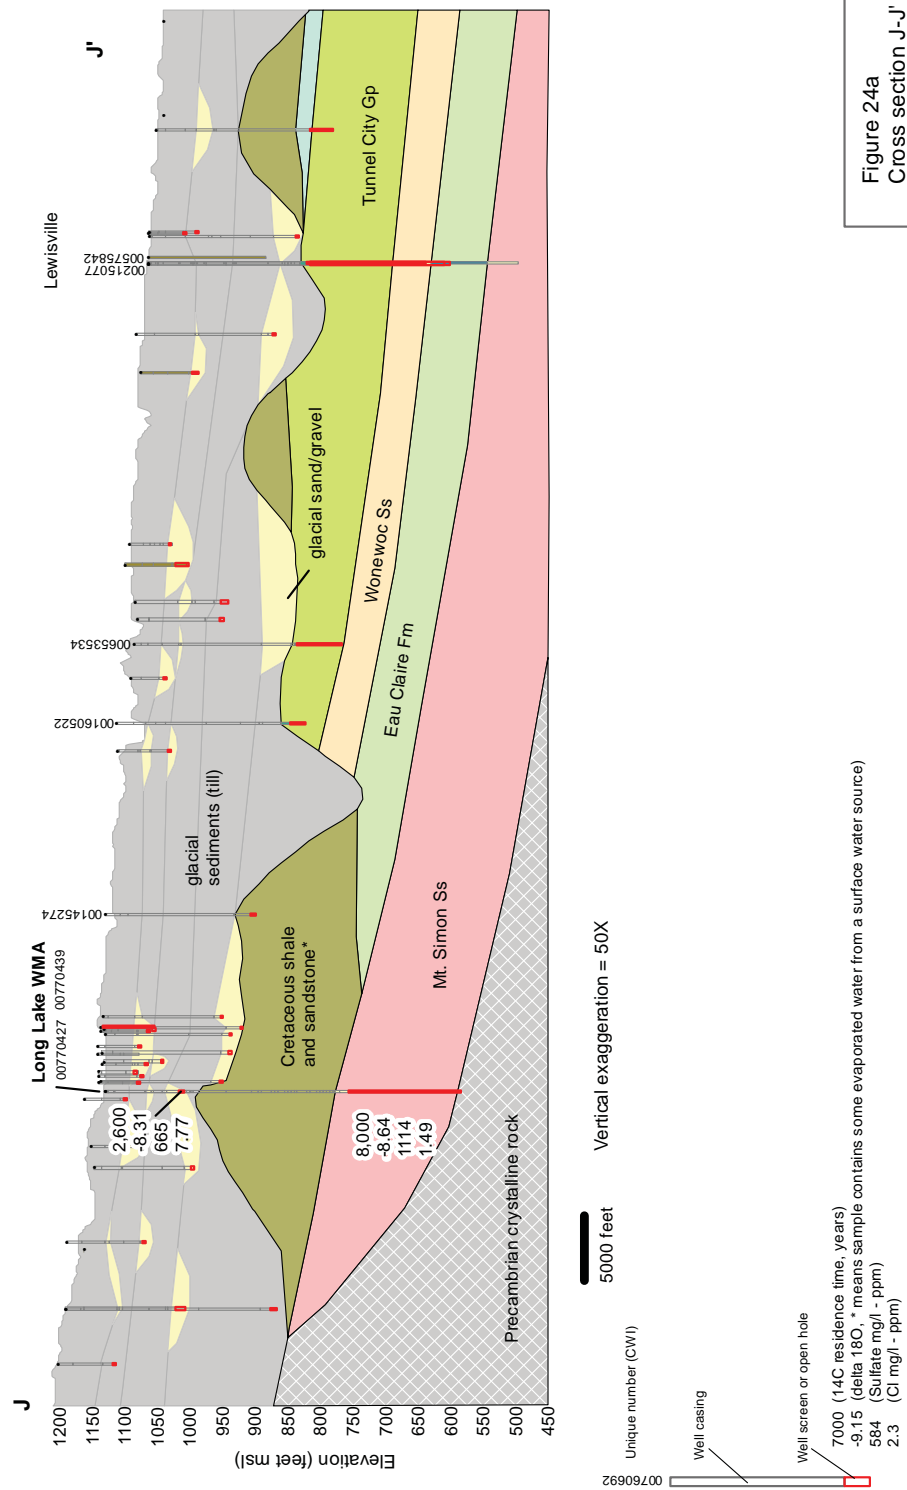 J
J'
Long Lake WMA
00770427 00770439
00145274
00160522
00653534
Lewisville
00215077
00575842
1200
1100
1050
1000
950
900
800
750
700
650
600
550
500
450
Elevation (feet msl)
2,600
-8.31
665
7.77
8,000
-8.64
1114
1.49
glacial
sediments (till)
Cretaceous shale
and sandstone*
glacial sand/gravel
Tunnel City Gp
Wonewoc Ss
Eau Claire Fm
Mt. Simon Ss
Precambrian crystalline rock
5000 feet
Vertical exaggeration = 50X
Unique number (CWI)
00760692
Well casing
Well screen or open hole
7000 (14C residence time, years)
-9.15 (delta 18O, * means sample contains some evaporated water from a surface water source)
584 (Sulfate mg/l - ppm)
2.3 (Cl mg/l - ppm)
Figure 24a
Cross section J-J'